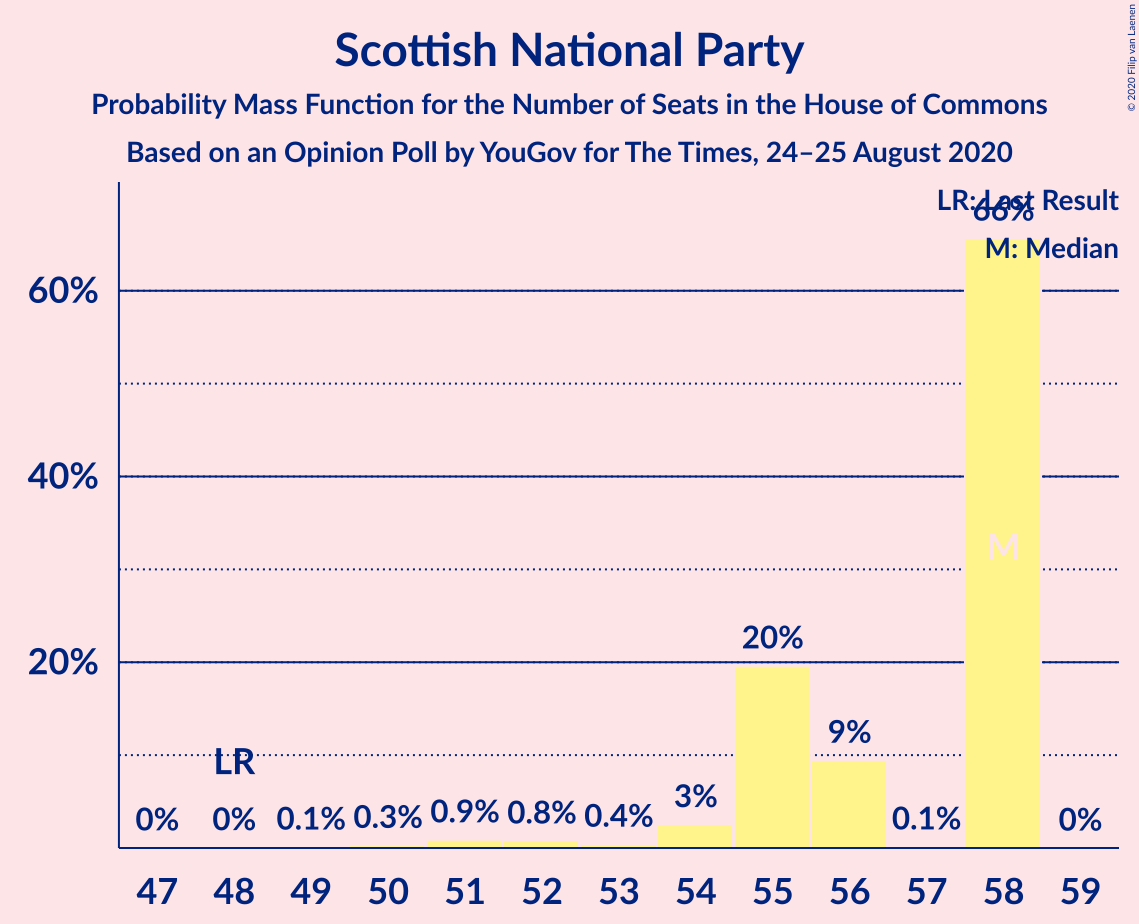 © 2020 Filip van Laenen
Scottish National Party
Probability Mass Function for the Number of Seats in the House of Commons
Based on an Opinion Poll by YouGov for The Times, 24–25 August 2020
LR: Last Result
66%
M: Median
60%
40%
M
20%
20%
9%
LR
3%
0% 0% 0.1% 0.3% 0.9% 0.8% 0.4% 0.1% 0%
47 48 49 50 51 52 53 54 55 56 57 58 59